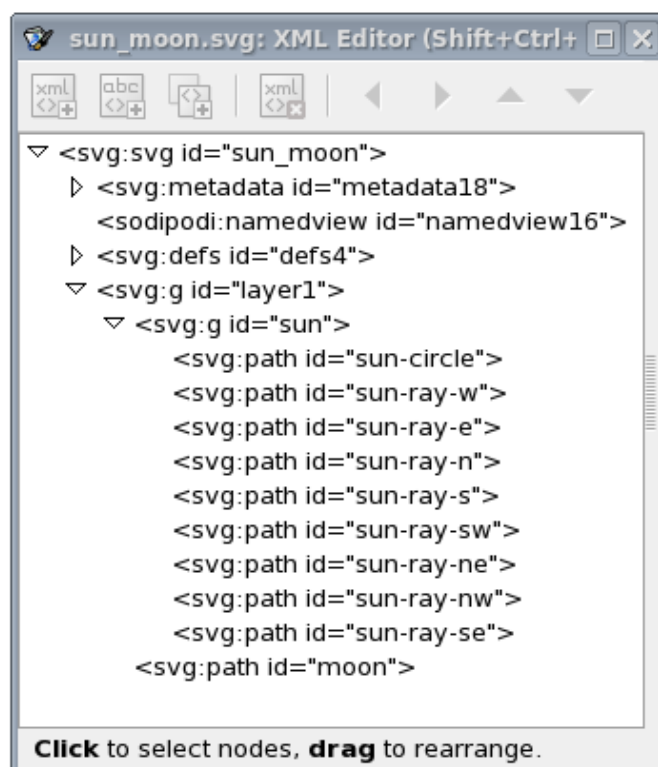 sun_moon.svg: XML Editor (Shift+Ctrl+
xml abc <> xml
<svg:svg id="sun_moon">
<svg:metadata id="metadata18">
<sodipodi:namedview id="namedview16">
<svg:defs id="defs4">
<svg:g id="layer1">
<svg:g id="sun">
<svg:path id="sun-circle">
<svg:path id="sun-ray-w">
<svg:path id="sun-ray-e">
<svg:path id="sun-ray-n">
<svg:path id="sun-ray-s">
<svg:path id="sun-ray-sw">
<svg:path id="sun-ray-ne">
<svg:path id="sun-ray-nw">
<svg:path id="sun-ray-se">
<svg:path id="moon">
Click to select nodes, drag to rearrange.